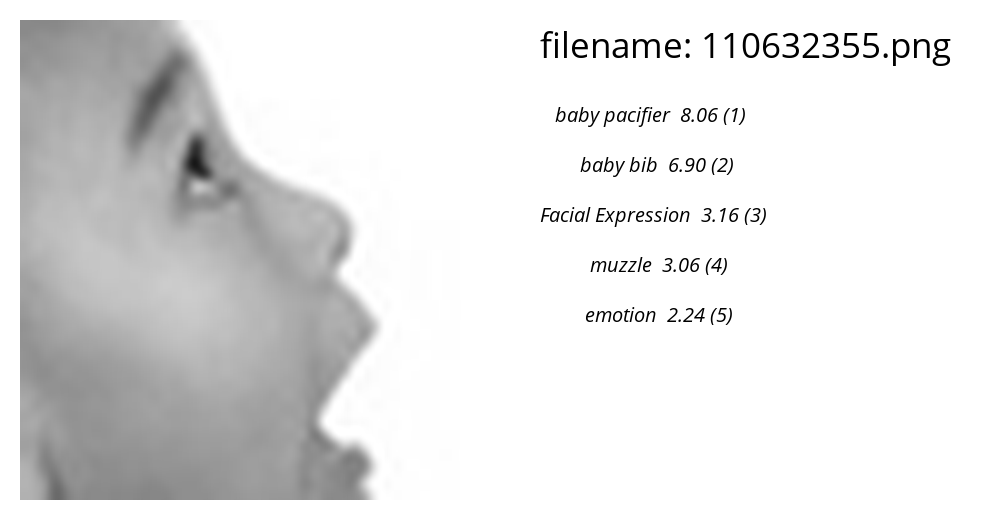 filename: 110632355.png
baby pacifier 8.06 (1)
baby bib 6.90 (2)
Facial Expression 3.16 (3)
muzzle 3.06 (4)
emotion 2.24 (5)